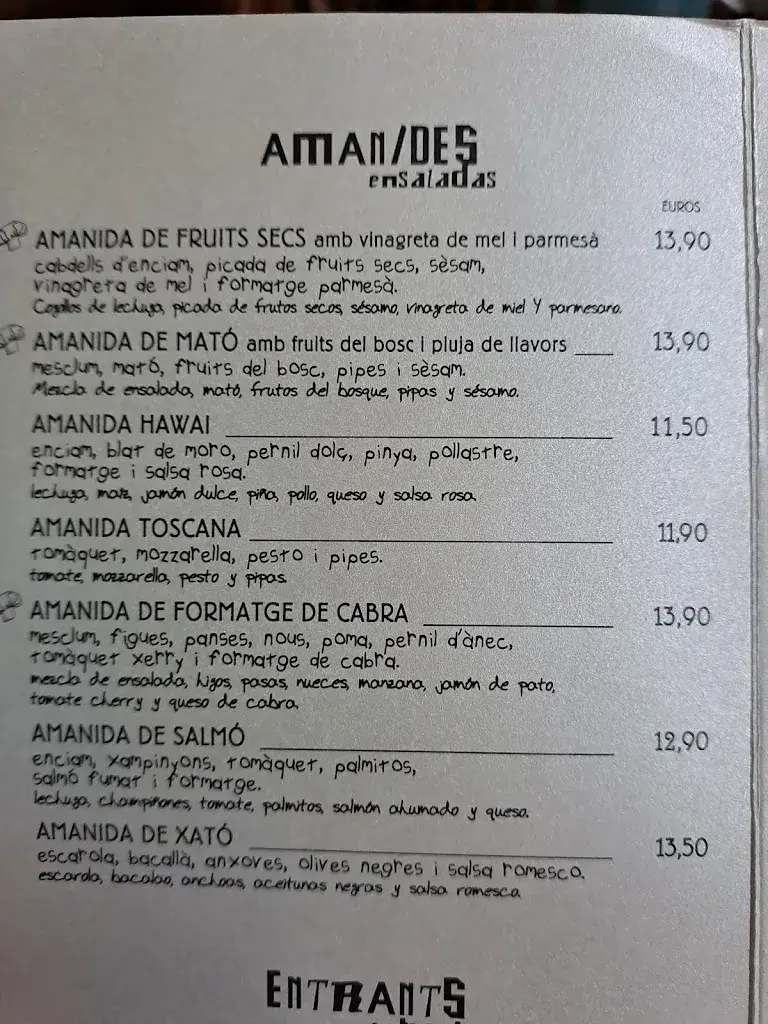 AMANIDES
ensaladas
EUROS
AMANIDA DE FRUITS SECS amb vinagreta de mel i parmesà 13,90
cabdells d'enciam, picada de fruits secs, sèsam,
vinagreta de mel i formatge parmesà.
Cogollos de lechuga, picada de frutos secos, sésamo, vinagreta de miel Y parmesano.
AMANIDA DE MATÓ amb fruits del bosc i pluja de llavors 13,90
mesclum, mató, fruits del bosc, pipes i sèsam.
Mezcla de ensalada, mató, frutos del bosque, pipas y sésamo.
AMANIDA HAWAI 11,50
enciam, blat de moro, pernil dolç, pinya, pollastre,
formatge i salsa rosa.
lechuga, maiz, jamón dulce, piña, pollo, queso y salsa rosa.
AMANIDA TOSCANA 11,90
tomàquet, mozzarella, pesto i pipes.
tomate, mozzarella, pesto y pipas.
AMANIDA DE FORMATGE DE CABRA 13,90
mesclum, figues, panses, nous, poma, pernil d'ànec,
tomàquet xerry i formatge de cabra.
mezcla de ensalada, higos, pasas, nueces, manzana, jamón de pato,
tomate cherry y queso de cabra.
AMANIDA DE SALMÓ 12,90
enciam, xampinyons, tomàquet, palmitos,
salmó fumat i formatge.
lechuga, champiñones, tomate, palmitos, salmón ahumado y queso.
AMANIDA DE XATÓ 13,50
escarola, bacallà, anxoves, olives negres i salsa romesco.
escarola, bacalao, anchoas, aceitunas negras y salsa romesco.
ENTRANTS